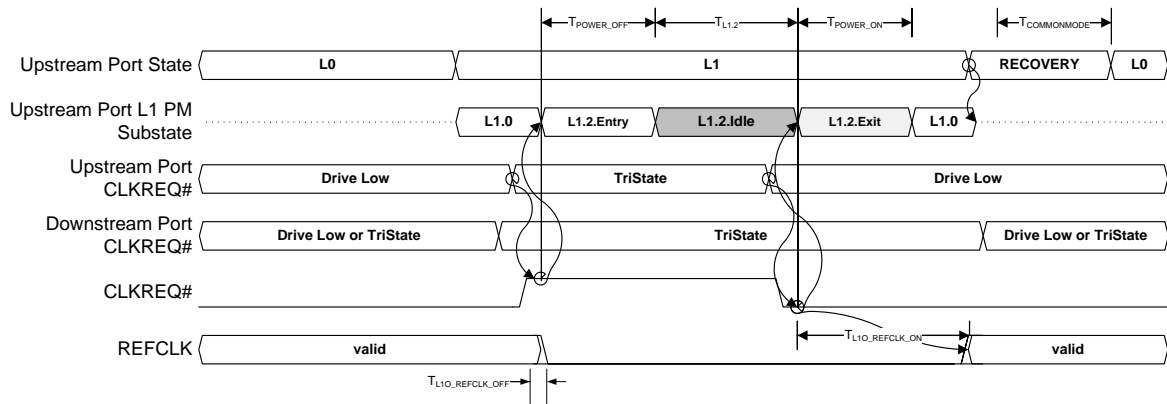 TPOWER_OFF TL1.2 TPOWER_ON TCOMMONMODE
Upstream Port State L0 L1 RECOVERY L0
Upstream Port L1 PM
Substate
L1.0 L1.2.Entry L1.2.Idle L1.2.Exit L1.0
Upstream Port
CLKREQ#
Drive Low TriState Drive Low
Downstream Port
CLKREQ#
Drive Low or TriState TriState Drive Low or TriState
CLKREQ#
TL1O_REFCLK_ON
REFCLK valid valid
TL1O_REFCLK_OFF